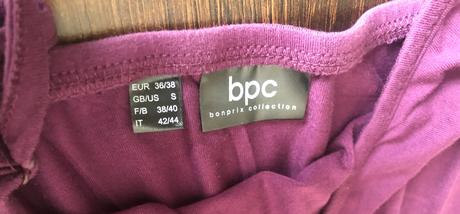 EUR 36/38
GB/US S
F/B 38/40
IT 42/44
bpc
bonprix collection